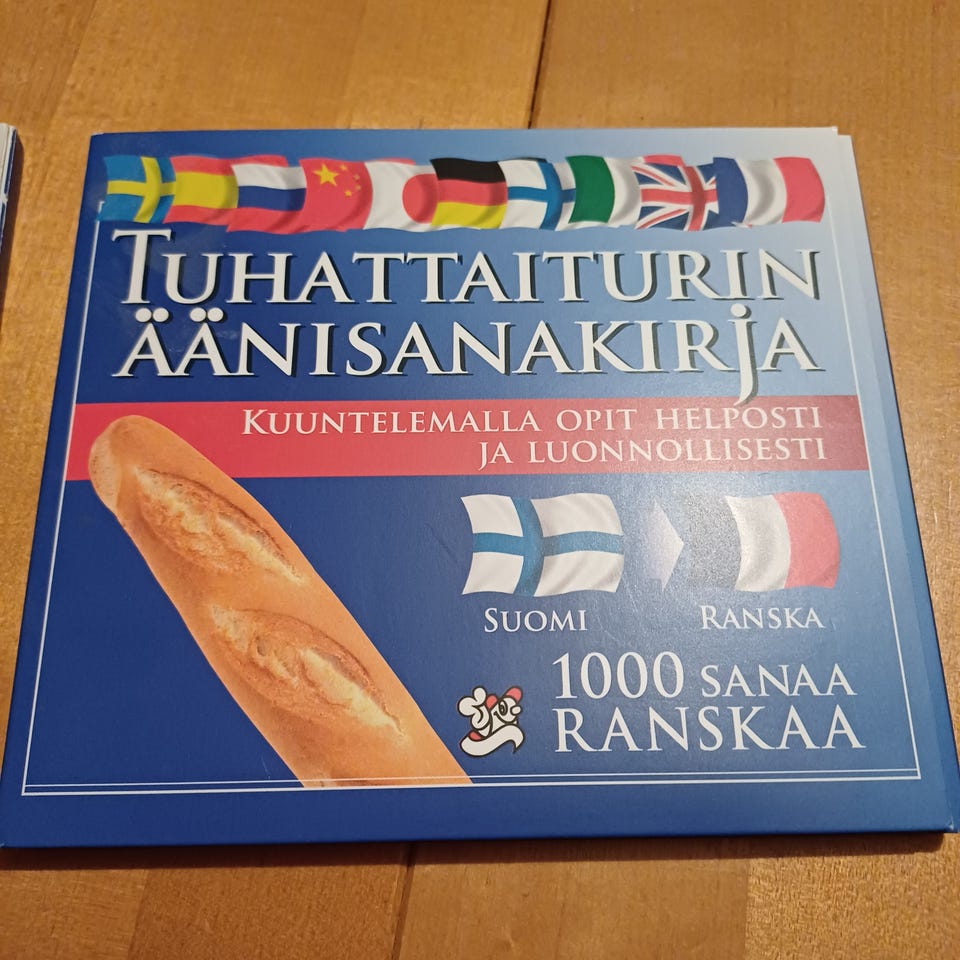 TUHATTAITURIN
ÄÄNISANAKIRJA
KUUNTELEMALLA OPIT HELPOSTI
JA LUONNOLLISESTI
SUOMI
RANSKA
1000 SANAA
RANSKAA